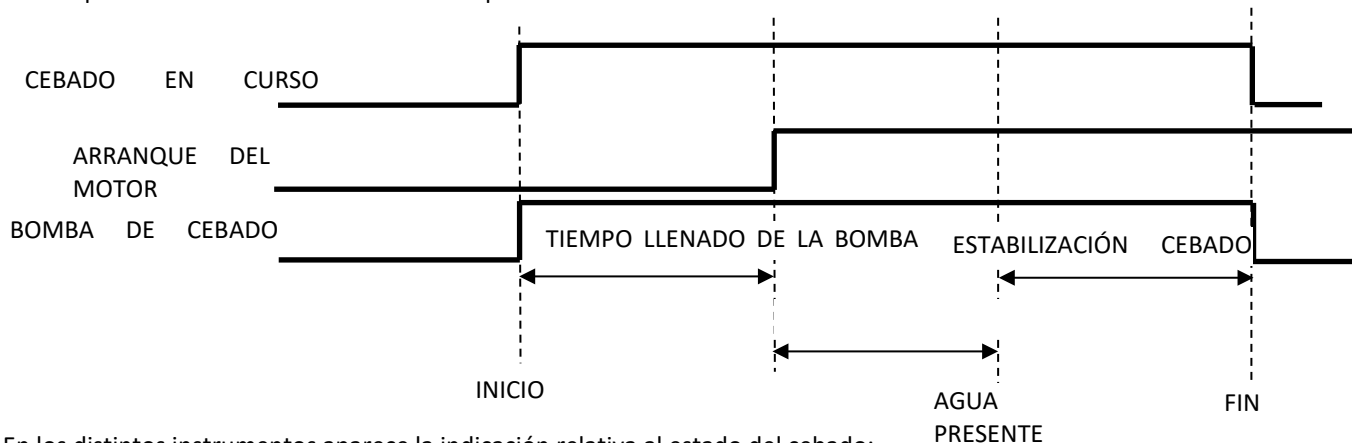 CEBADO EN CURSO
ARRANQUE DEL
MOTOR
BOMBA DE CEBADO
TIEMPO LLENADO DE LA BOMBA
ESTABILIZACIÓN CEBADO
INICIO
AGUA
PRESENTE
FIN
En los distintos instrumentos aparece la indicación relativa al estado del cebado: